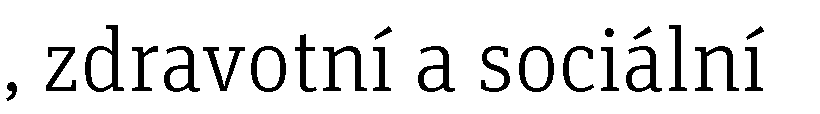 , zdravotní a sociální